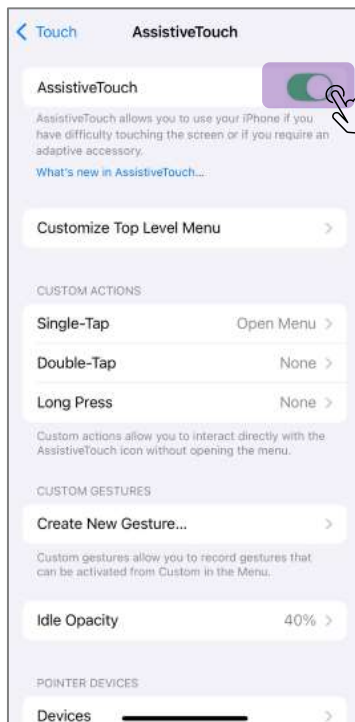 Touch AssistiveTouch
AssistiveTouch
AssistiveTouch allows you to use your iPhone if you
have difficulty touching the screen or if you require an
adaptive accessory.
What's new in AssistiveTouch...
Customize Top Level Menu
CUSTOM ACTIONS
Single-Tap Open Menu
Double-Tap None
Long Press None
Custom actions allow you to interact directly with the
AssistiveTouch icon without opening the menu.
CUSTOM GESTURES
Create New Gesture...
Custom gestures allow you to record gestures that
can be activated from Custom in the Menu.
Idle Opacity 40%
POINTER DEVICES
Devices